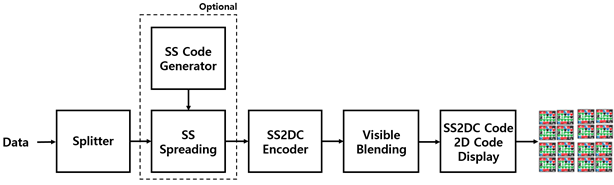 Optional
SS Code
Generator
Data
Splitter
SS
Spreading
SS2DC
Encoder
Visible
Blending
SS2DC Code
2D Code
Display